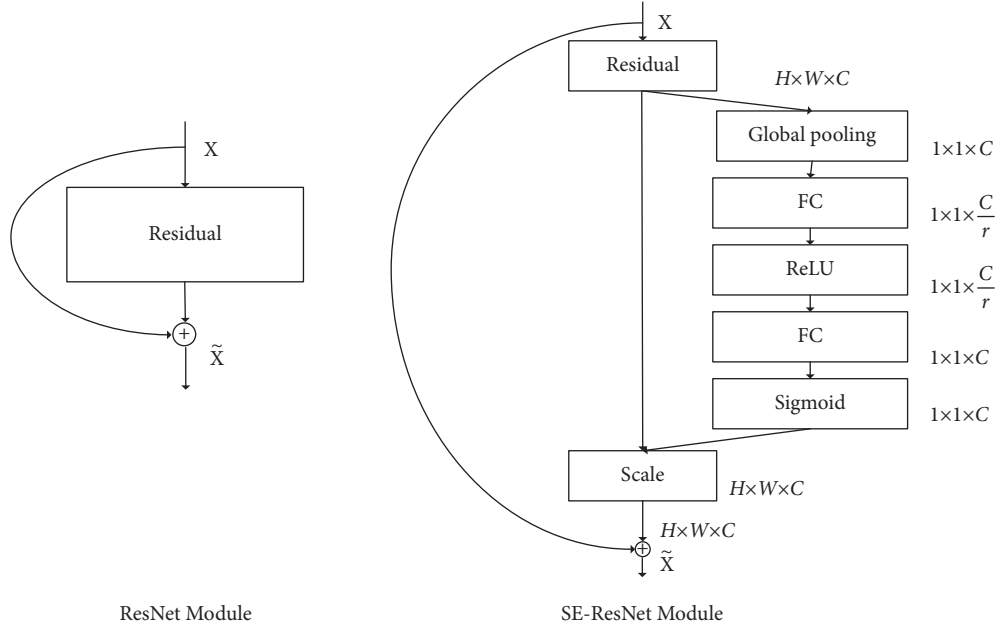 X
Residual
+
X̃
ResNet Module
X
Residual
H×W×C
Global pooling
1×1×C
FC
1×1×C/r
ReLU
1×1×C/r
FC
1×1×C
Sigmoid
1×1×C
Scale
H×W×C
H×W×C
+
X̃
SE-ResNet Module